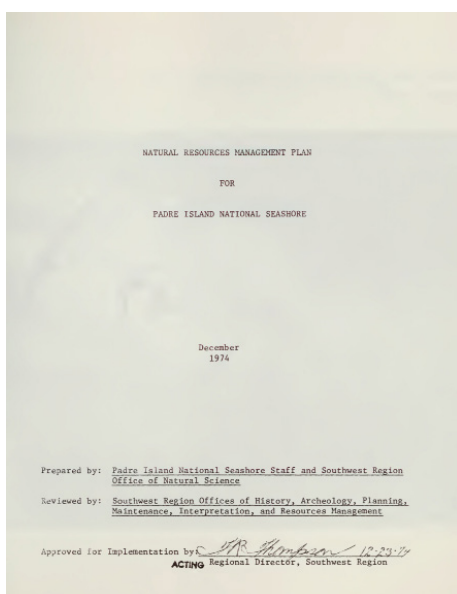 NATURAL RESOURCES MANAGEMENT PLAN
FOR
PADRE ISLAND NATIONAL SEASHORE
December
1974
Prepared by: Padre Island National Seashore Staff and Southwest Region
Office of Natural Science
Reviewed by: Southwest Region Offices of History, Archeology, Planning,
Maintenance, Interpretation, and Resources Management
Approved for Implementation by: Thompson 12-23-74
ACTING Regional Director, Southwest Region